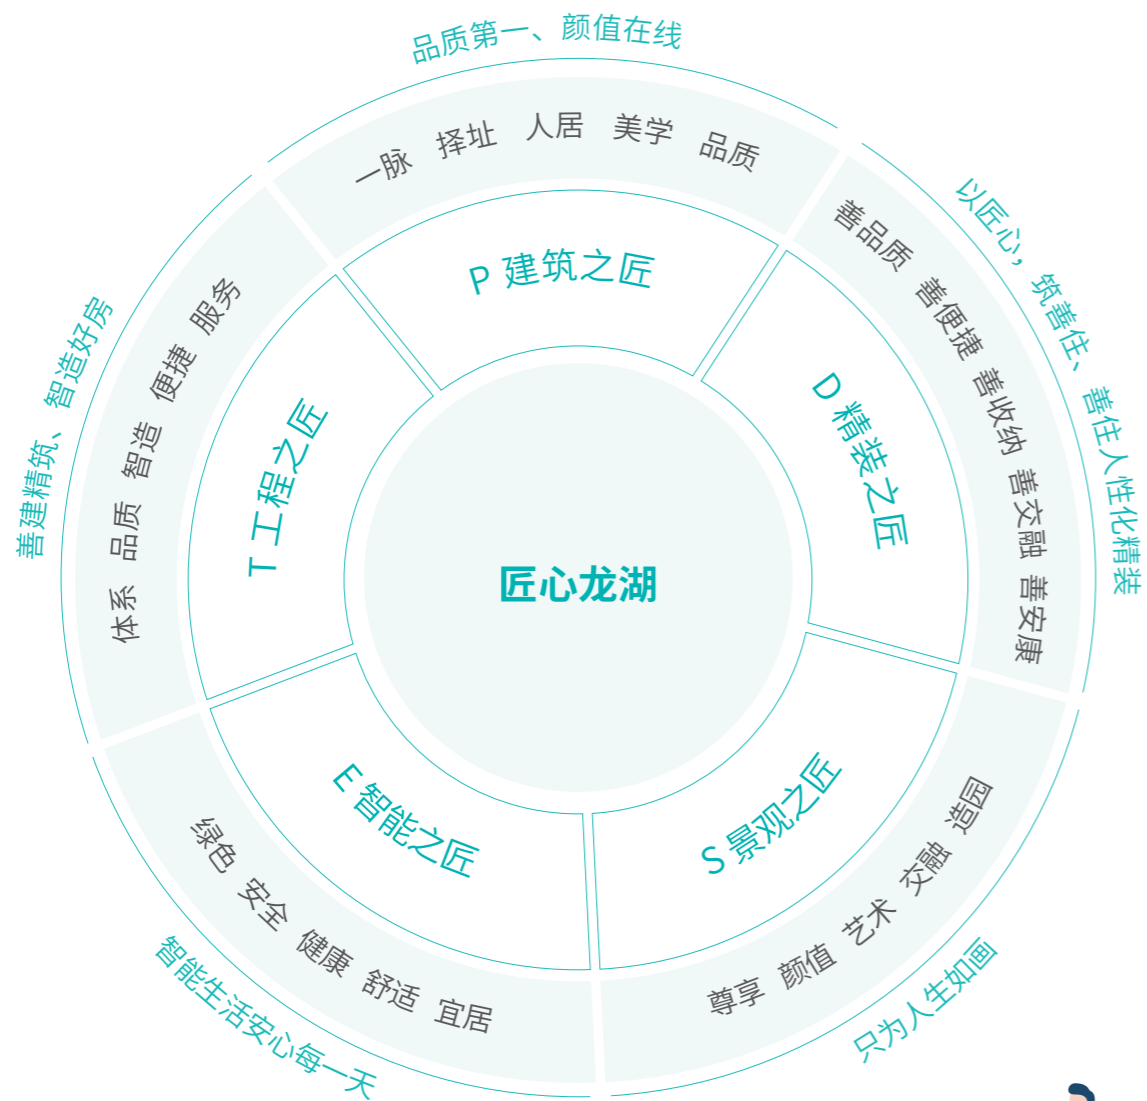 品质第一、颜值在线
一脉 择址 人居 美学 品质
P 建筑之匠
以匠心，筑善住、善住人性化精装
善品质 善便捷 善收纳 善交融 善安康
D 精装之匠
只为人生如画
尊享 颜值 艺术 交融 造园
S 景观之匠
智能生活安心每一天
绿色 安全 健康 舒适 宜居
E 智能之匠
善建精筑、智造好房
体系 品质 智造 便捷 服务
T 工程之匠
匠心龙湖